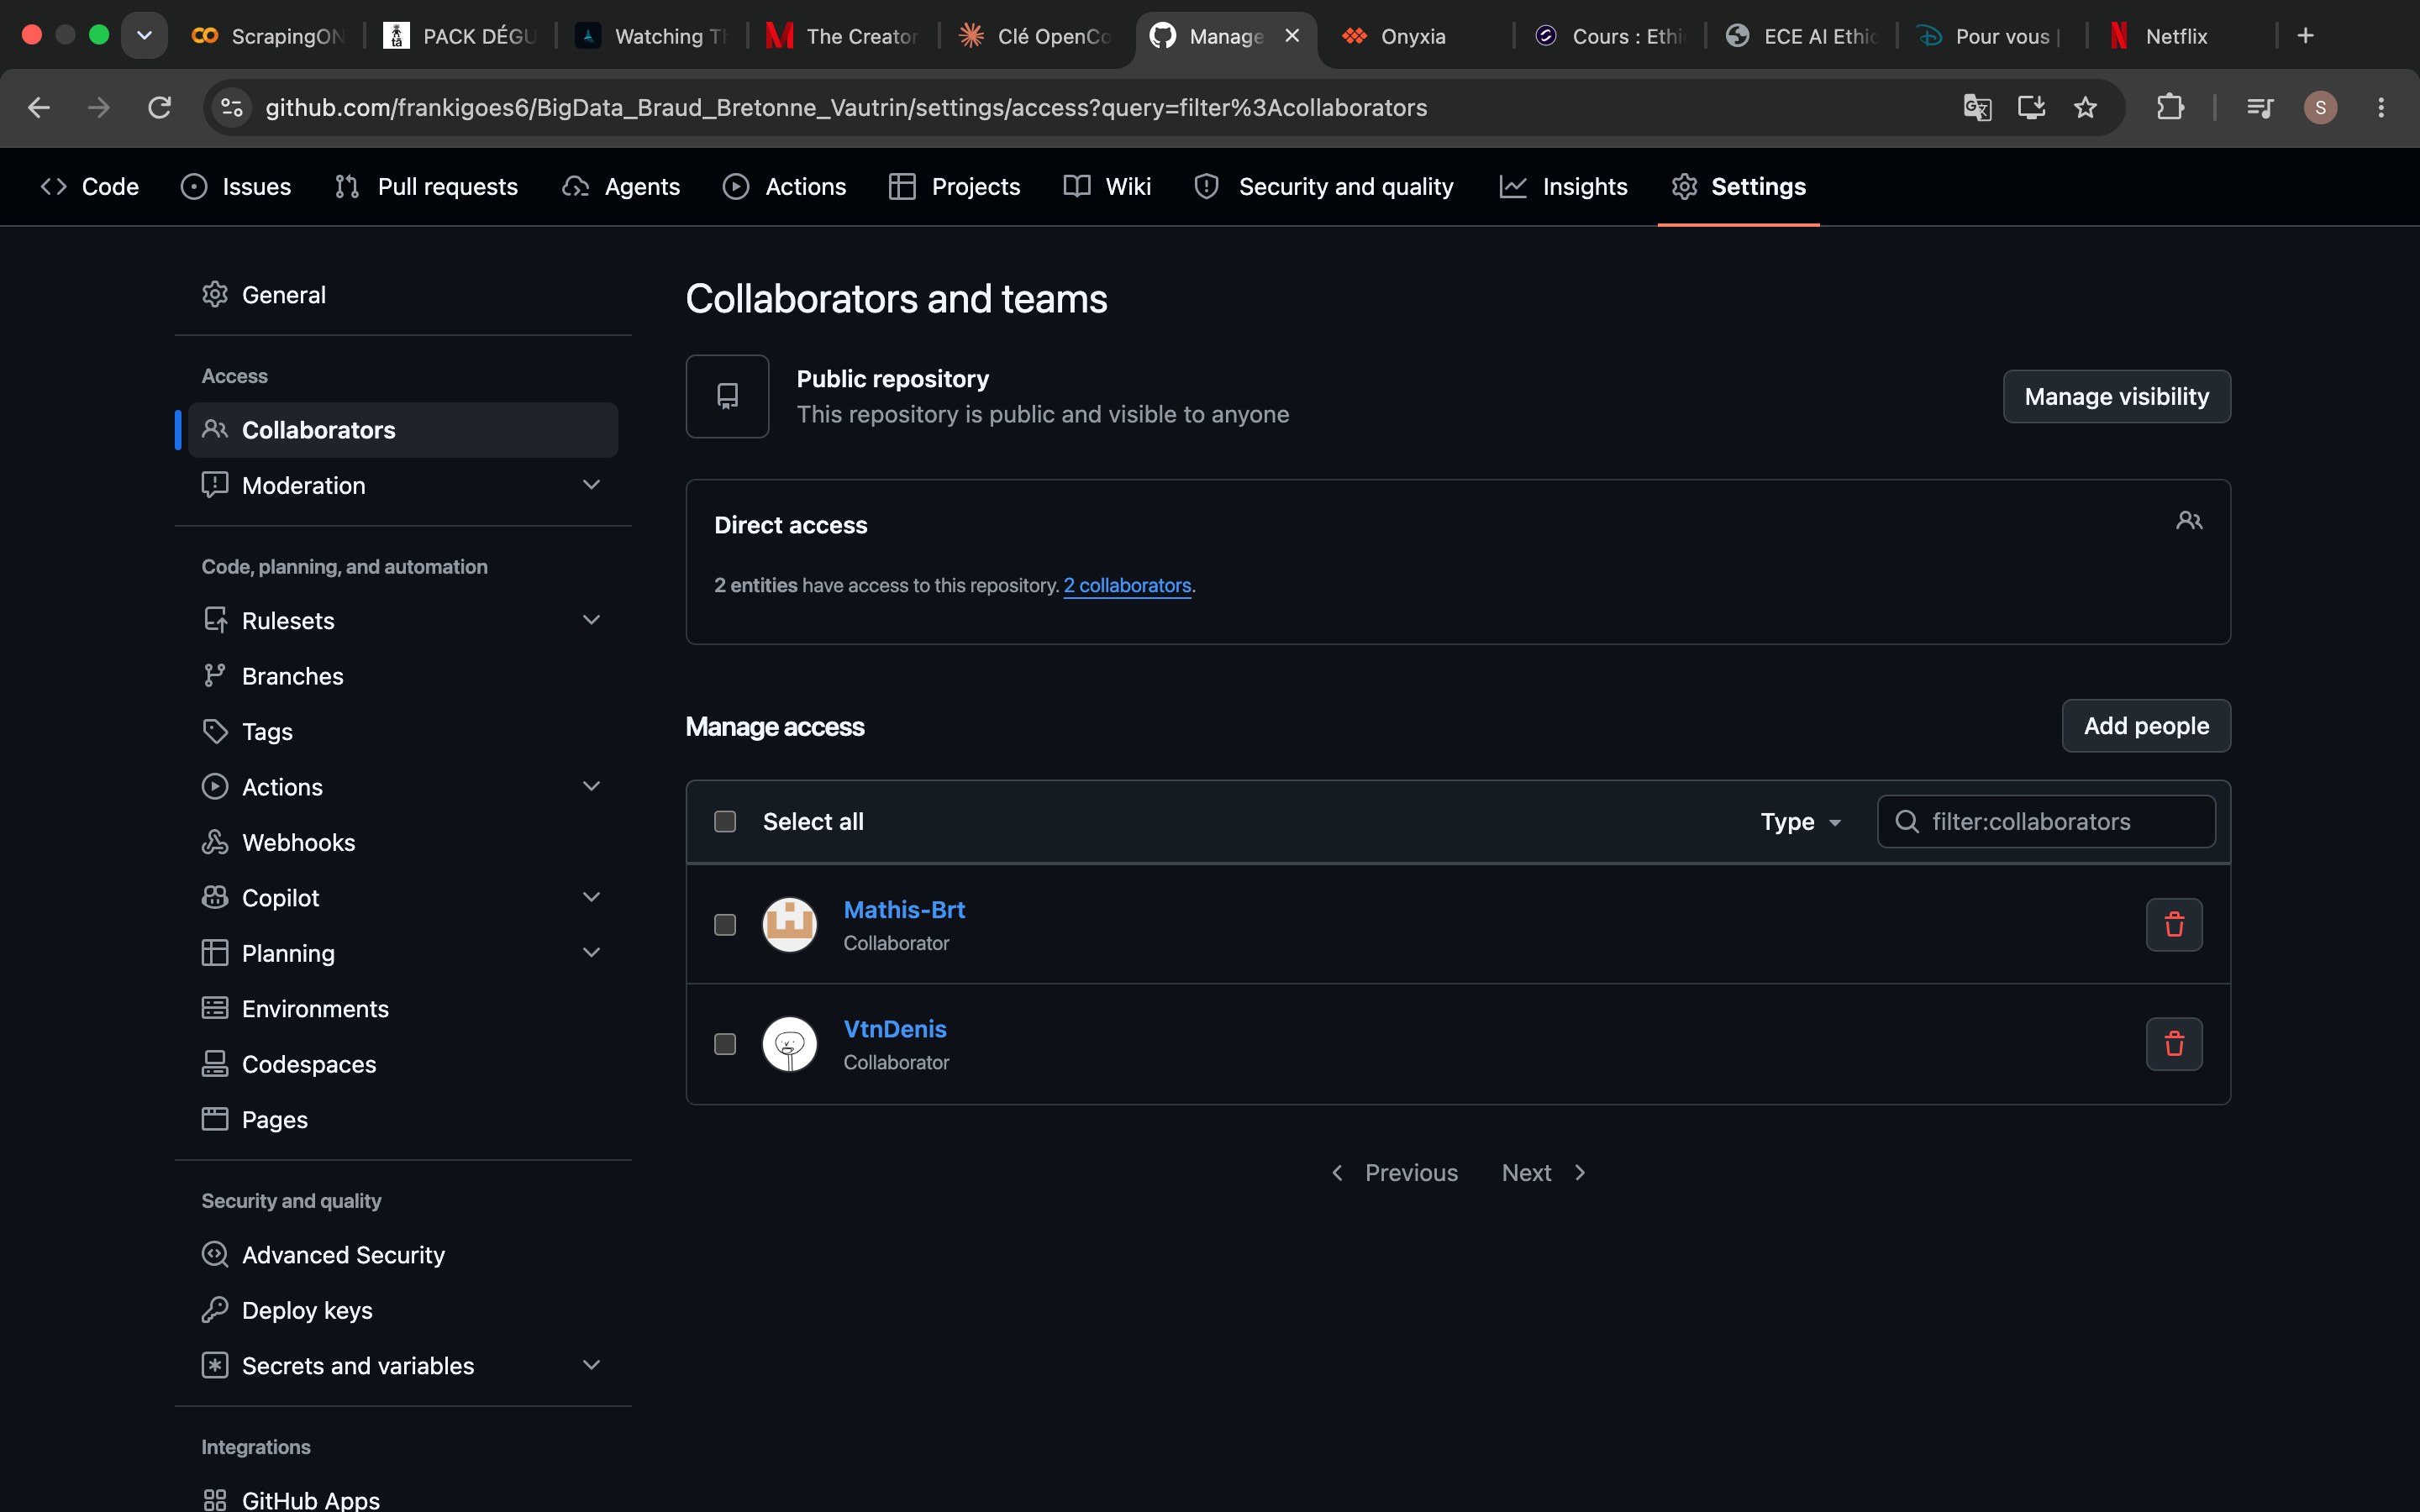 ScrapingON
PACK DÉGU
Watching Th
The Creator
Clé OpenCo
Manage
Onyxia
Cours : Ethi
ECE AI Ethic
Pour vous |
Netflix
github.com/frankigoes6/BigData_Braud_Bretonne_Vautrin/settings/access?query=filter%3Acollaborators
S
Code
Issues
Pull requests
Agents
Actions
Projects
Wiki
Security and quality
Insights
Settings
General
Access
Collaborators
Moderation
Code, planning, and automation
Rulesets
Branches
Tags
Actions
Webhooks
Copilot
Planning
Environments
Codespaces
Pages
Security and quality
Advanced Security
Deploy keys
Secrets and variables
Integrations
GitHub Apps
Collaborators and teams
Public repository
This repository is public and visible to anyone
Manage visibility
Direct access
2 entities have access to this repository. 2 collaborators.
Manage access
Add people
Select all
Type
filter:collaborators
Mathis-Brt
Collaborator
VtnDenis
Collaborator
Previous
Next